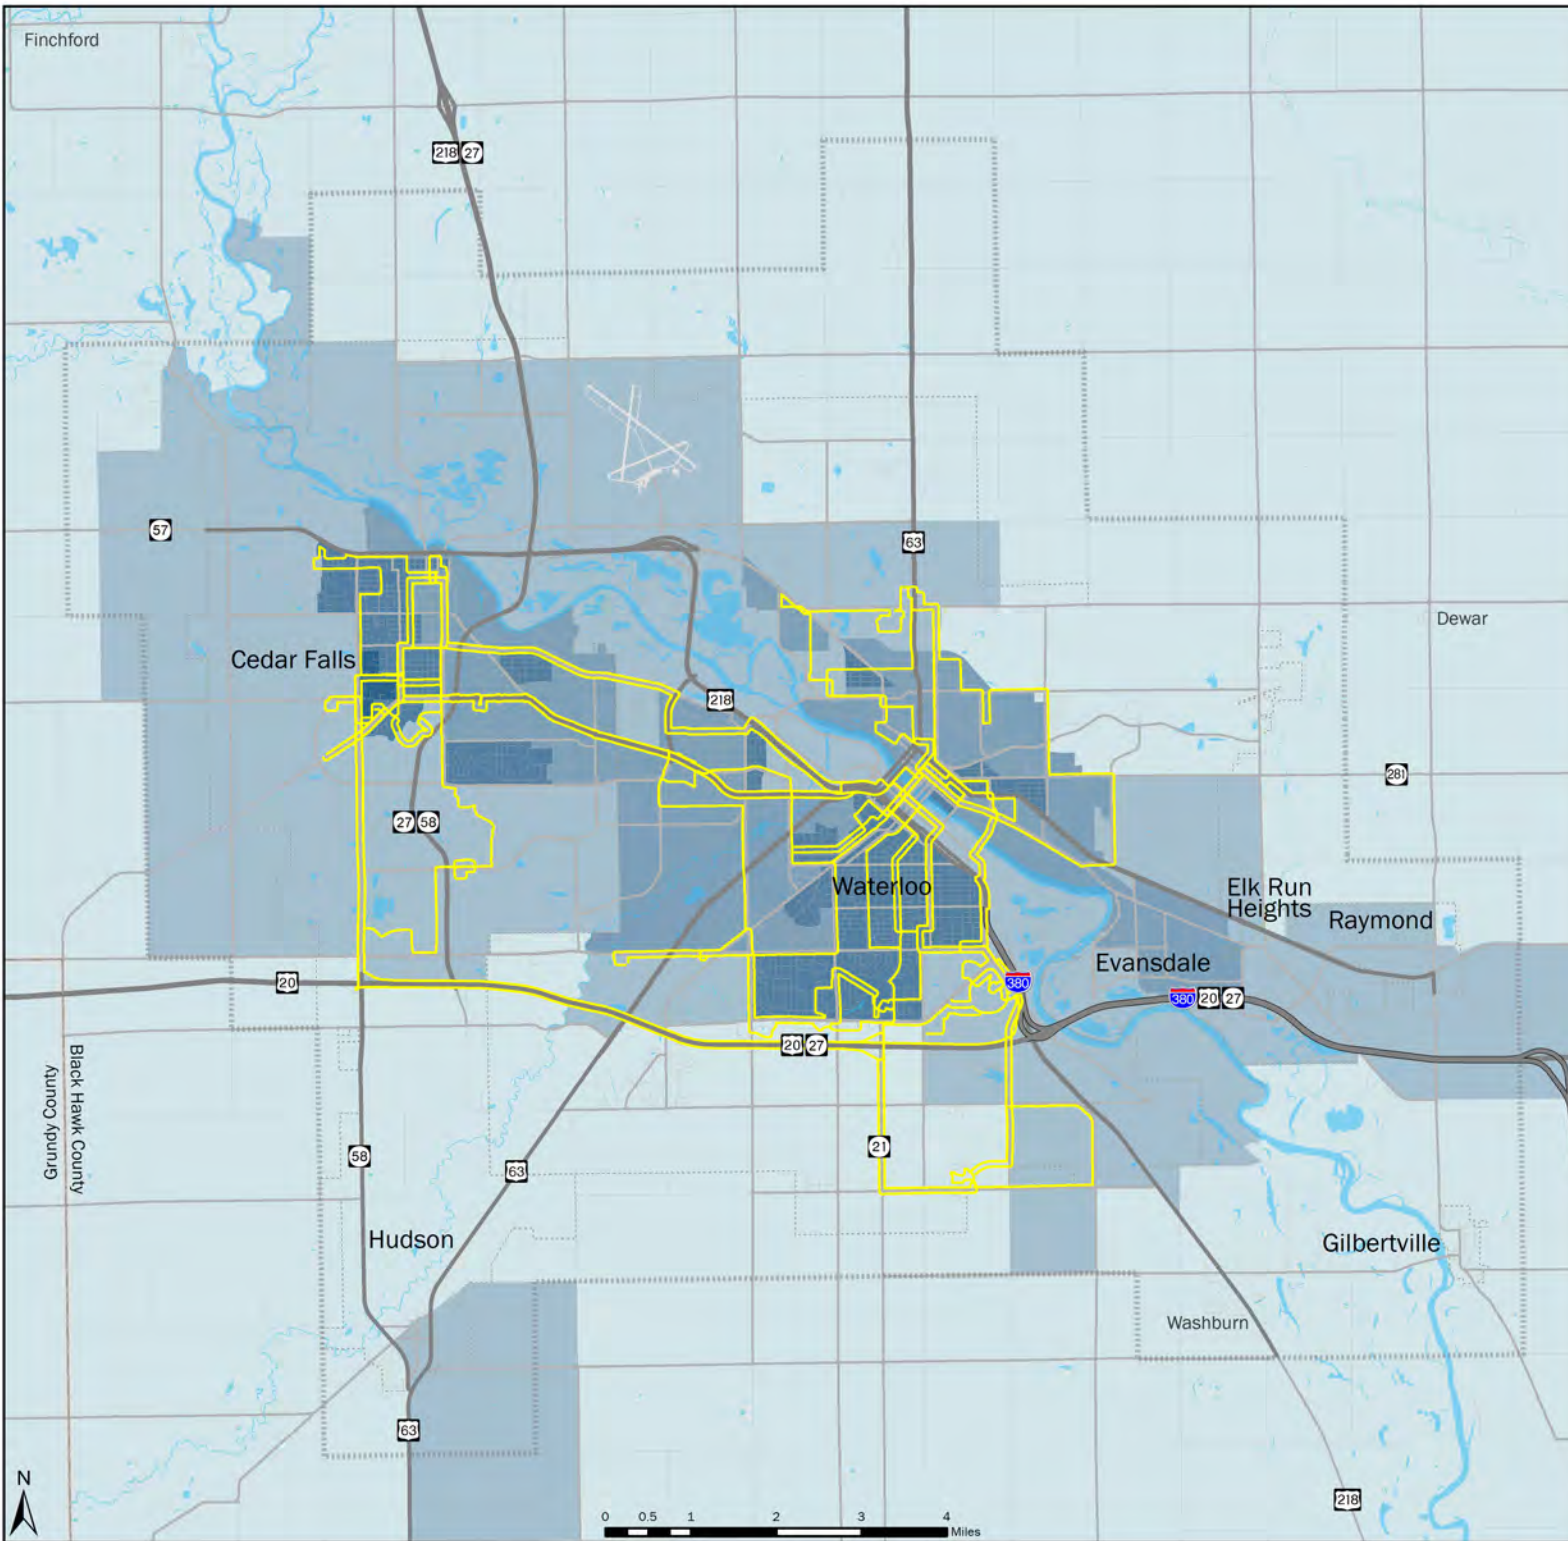 Finchford
218 27
57
63
Dewar
Cedar Falls
218
281
27 58
Waterloo
Elk Run
Heights
Raymond
Evansdale
20
380
380 20 27
20 27
Grundy County
Black Hawk County
58
21
63
Hudson
Gilbertville
Washburn
63
N
218
0 0.5 1 2 3 4
Miles